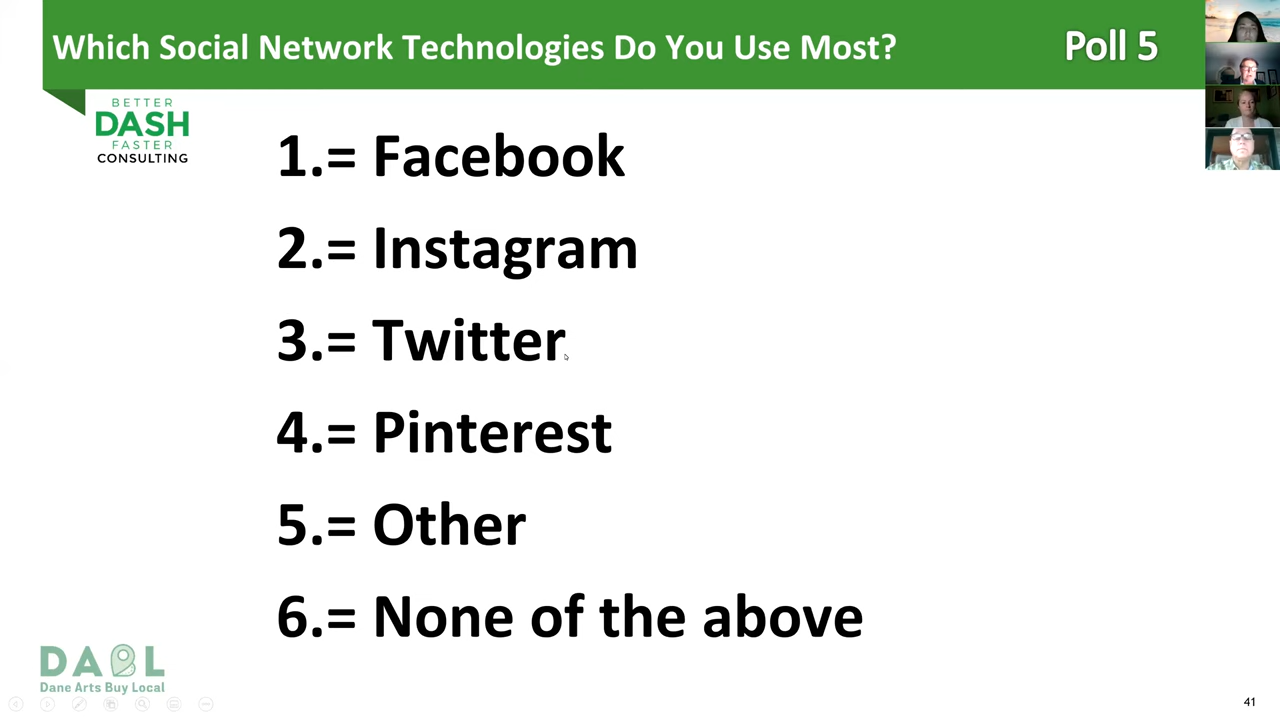 Which Social Network Technologies Do You Use Most?
Poll 5
BETTER
DASH
FASTER
CONSULTING
1.= Facebook
2.= Instagram
3.= Twitter
4.= Pinterest
5.= Other
6.= None of the above
DABL
Dane Arts Buy Local
41